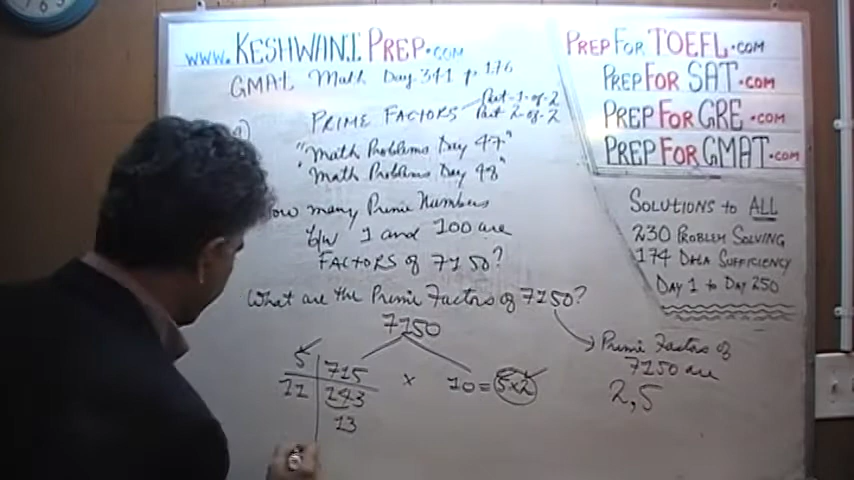 www.KESHWANIPREP.com
GMAT Math Day 341 p 176
PRIME FACTORS
Part-1-of-2
Part 2-of-2
"Math Problems Day 47"
"Math Problems Day 48"
How many Prime Numbers
b/w 1 and 100 are
FACTORS of 7150?
What are the Prime Factors of 7150?
7150
5 715 x 10 = 5x2
11 143
13
Prime Factors of
7150 are
2,5
PREPFORTOEFL.com
PREPFORSAT.com
PREPFORGRE.com
PREPFORGMAT.com
SOLUTIONS to ALL
230 PROBLEM SOLVING
174 DATA SUFFICIENCY
DAY 1 to DAY 250